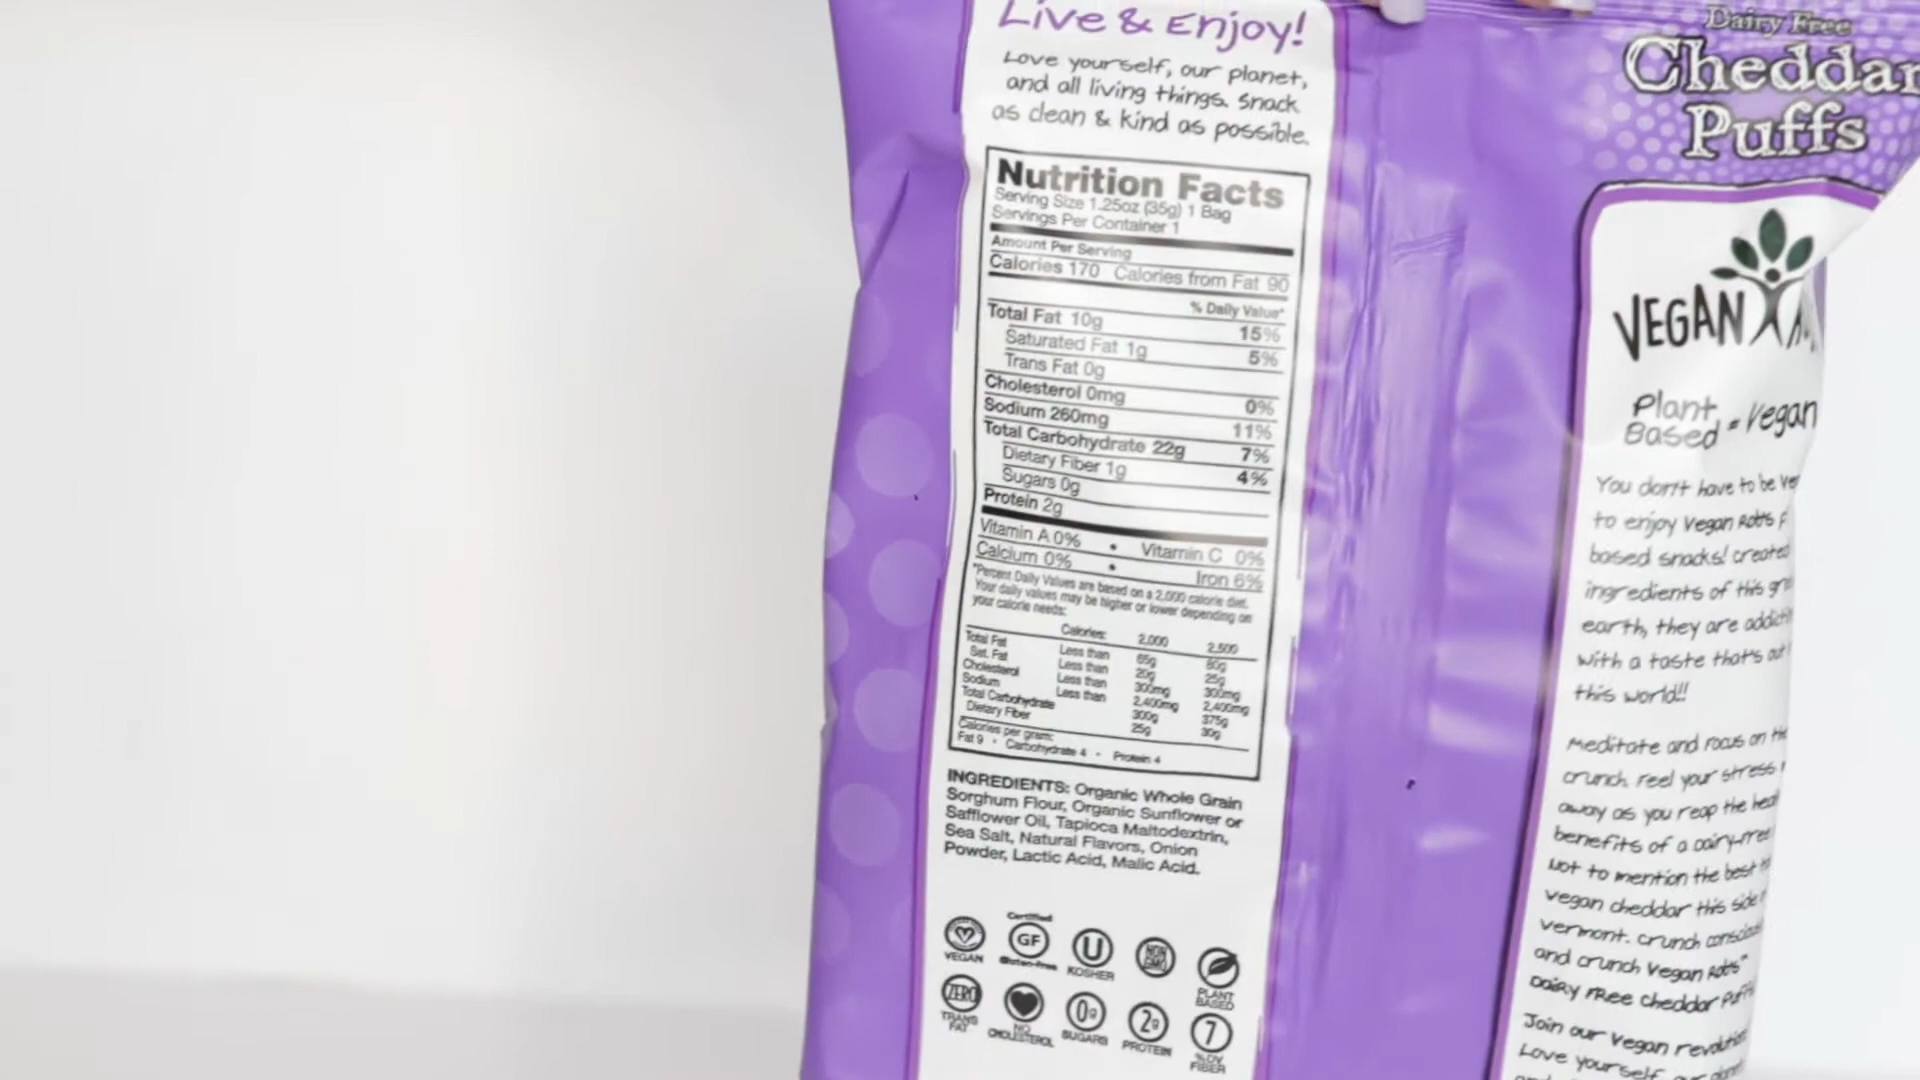 Live & Enjoy!
Love yourself, our planet,
and all living things. Snack
as clean & kind as possible.
Nutrition Facts
Serving Size 1.25oz (35g) 1 Bag
Servings Per Container 1
Amount Per Serving
Calories 170 Calories from Fat 90
% Daily Value*
Total Fat 10g 15%
Saturated Fat 1g 5%
Trans Fat 0g
Cholesterol 0mg 0%
Sodium 260mg 11%
Total Carbohydrate 22g 7%
Dietary Fiber 1g 4%
Sugars 0g
Protein 2g
Vitamin A 0% • Vitamin C 0%
Calcium 0% • Iron 6%
*Percent Daily Values are based on a 2,000 calorie diet.
Your daily values may be higher or lower depending on
your calorie needs:
Calories: 2,000 2,500
Total Fat Less than 65g 80g
Sat. Fat Less than 20g 25g
Cholesterol Less than 300mg 300mg
Sodium Less than 2,400mg 2,400mg
Total Carbohydrate 300g 375g
Dietary Fiber 25g 30g
Calories per gram:
Fat 9 • Carbohydrate 4 • Protein 4
INGREDIENTS: Organic Whole Grain
Sorghum Flour, Organic Sunflower or
Safflower Oil, Tapioca Maltodextrin,
Sea Salt, Natural Flavors, Onion
Powder, Lactic Acid, Malic Acid.
VEGAN
Certified
GF
Gluten-Free
U
KOSHER
NON
GMO
PLANT
BASED
ZERO
TRANS
FAT
NO
CHOLESTEROL
0g
SUGARS
2g
PROTEIN
7
%DV
FIBER
Dairy Free
Cheddar
Puffs
VEGAN
Plant
Based = Vegan
You don't have to be
to enjoy Vegan Rob's
based snacks! Created
ingredients of this
earth, they are
with a taste that's
this world!!
Meditate and focus on
crunch. Feel your stress
away as you reap the
benefits of a dairy-free
Not to mention the best
vegan cheddar this side
Vermont. Crunch
and crunch Vegan Rob's™
Dairy Free Cheddar
Join our Vegan
Love yourself, our